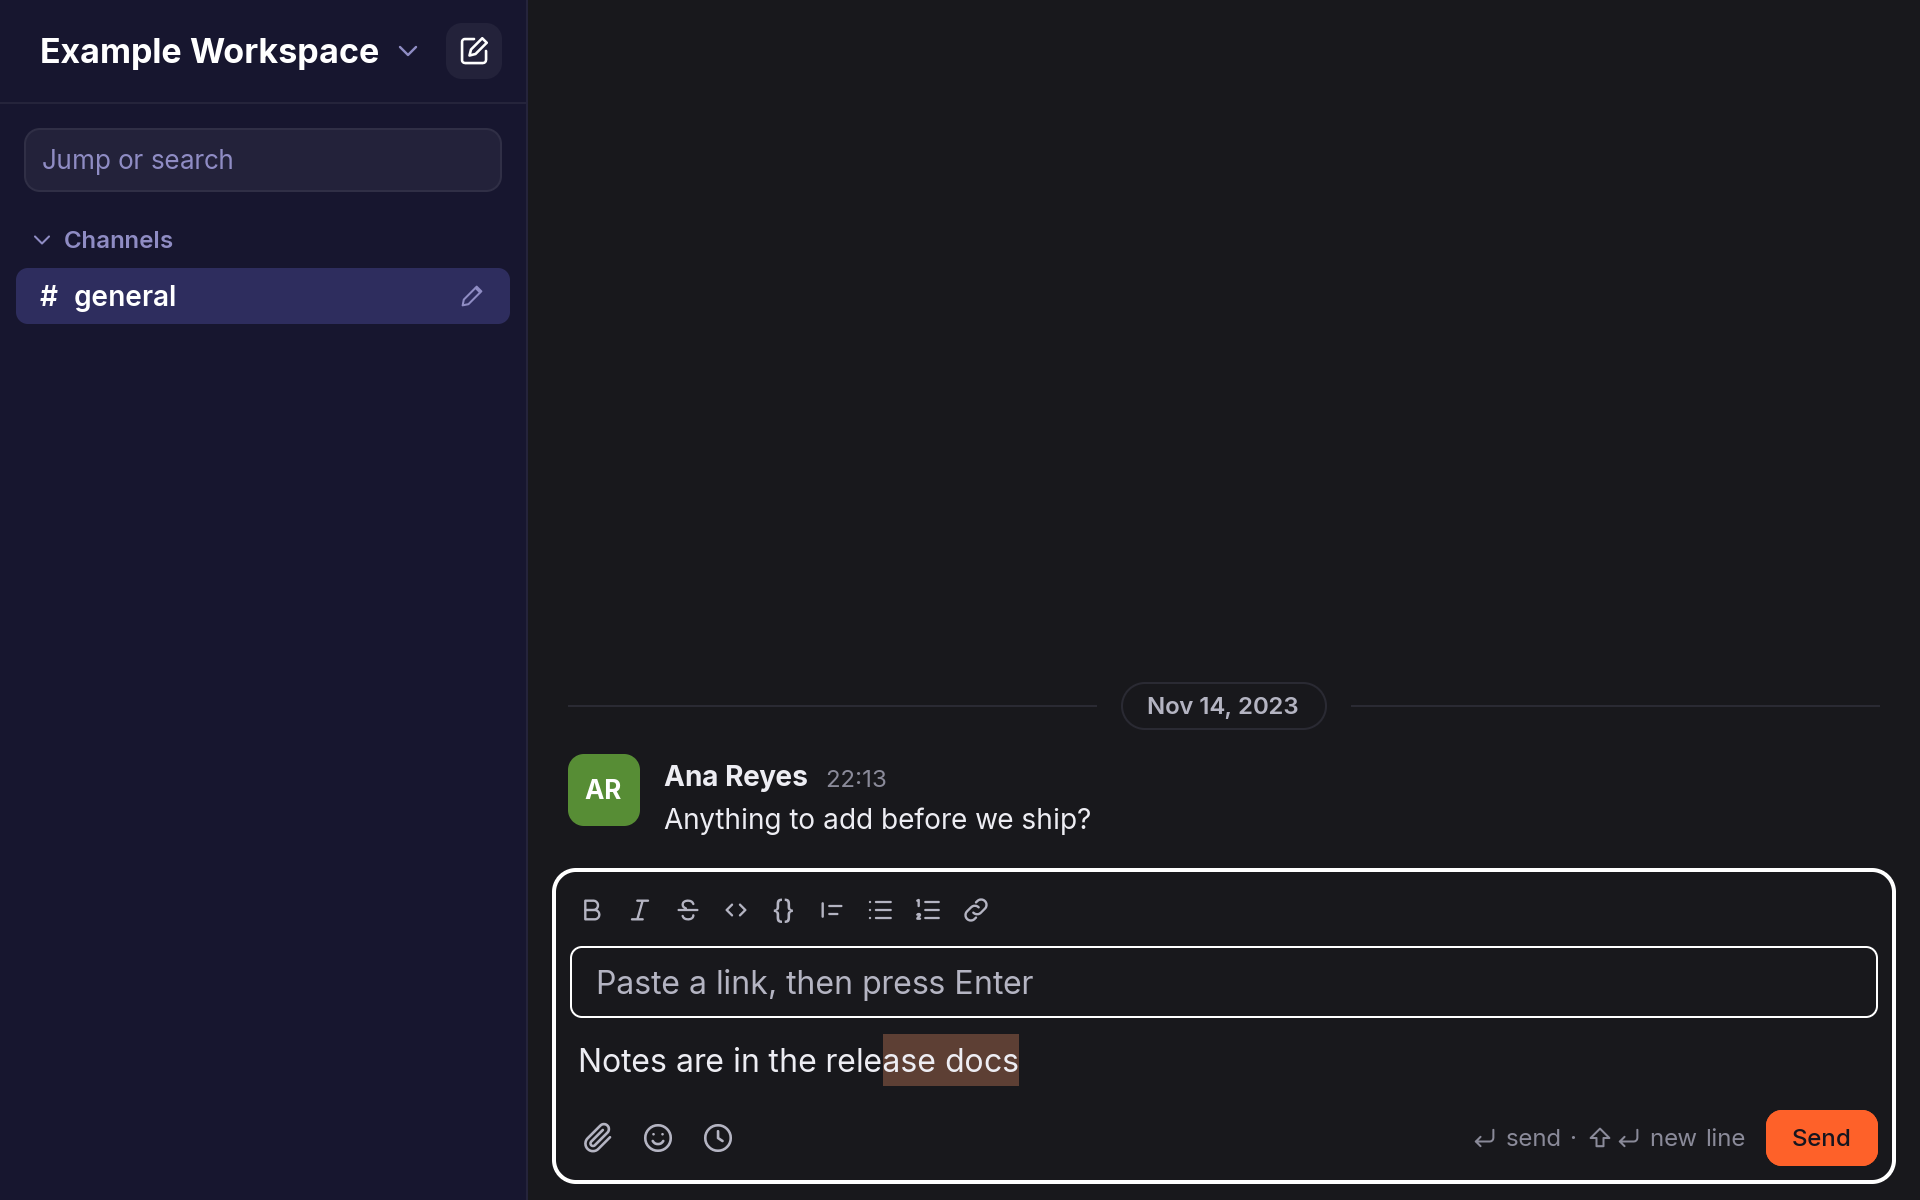 Example Workspace
Jump or search
Channels
# general
Nov 14, 2023
AR
Ana Reyes 22:13
Anything to add before we ship?
Paste a link, then press Enter
Notes are in the release docs
send · new line
Send